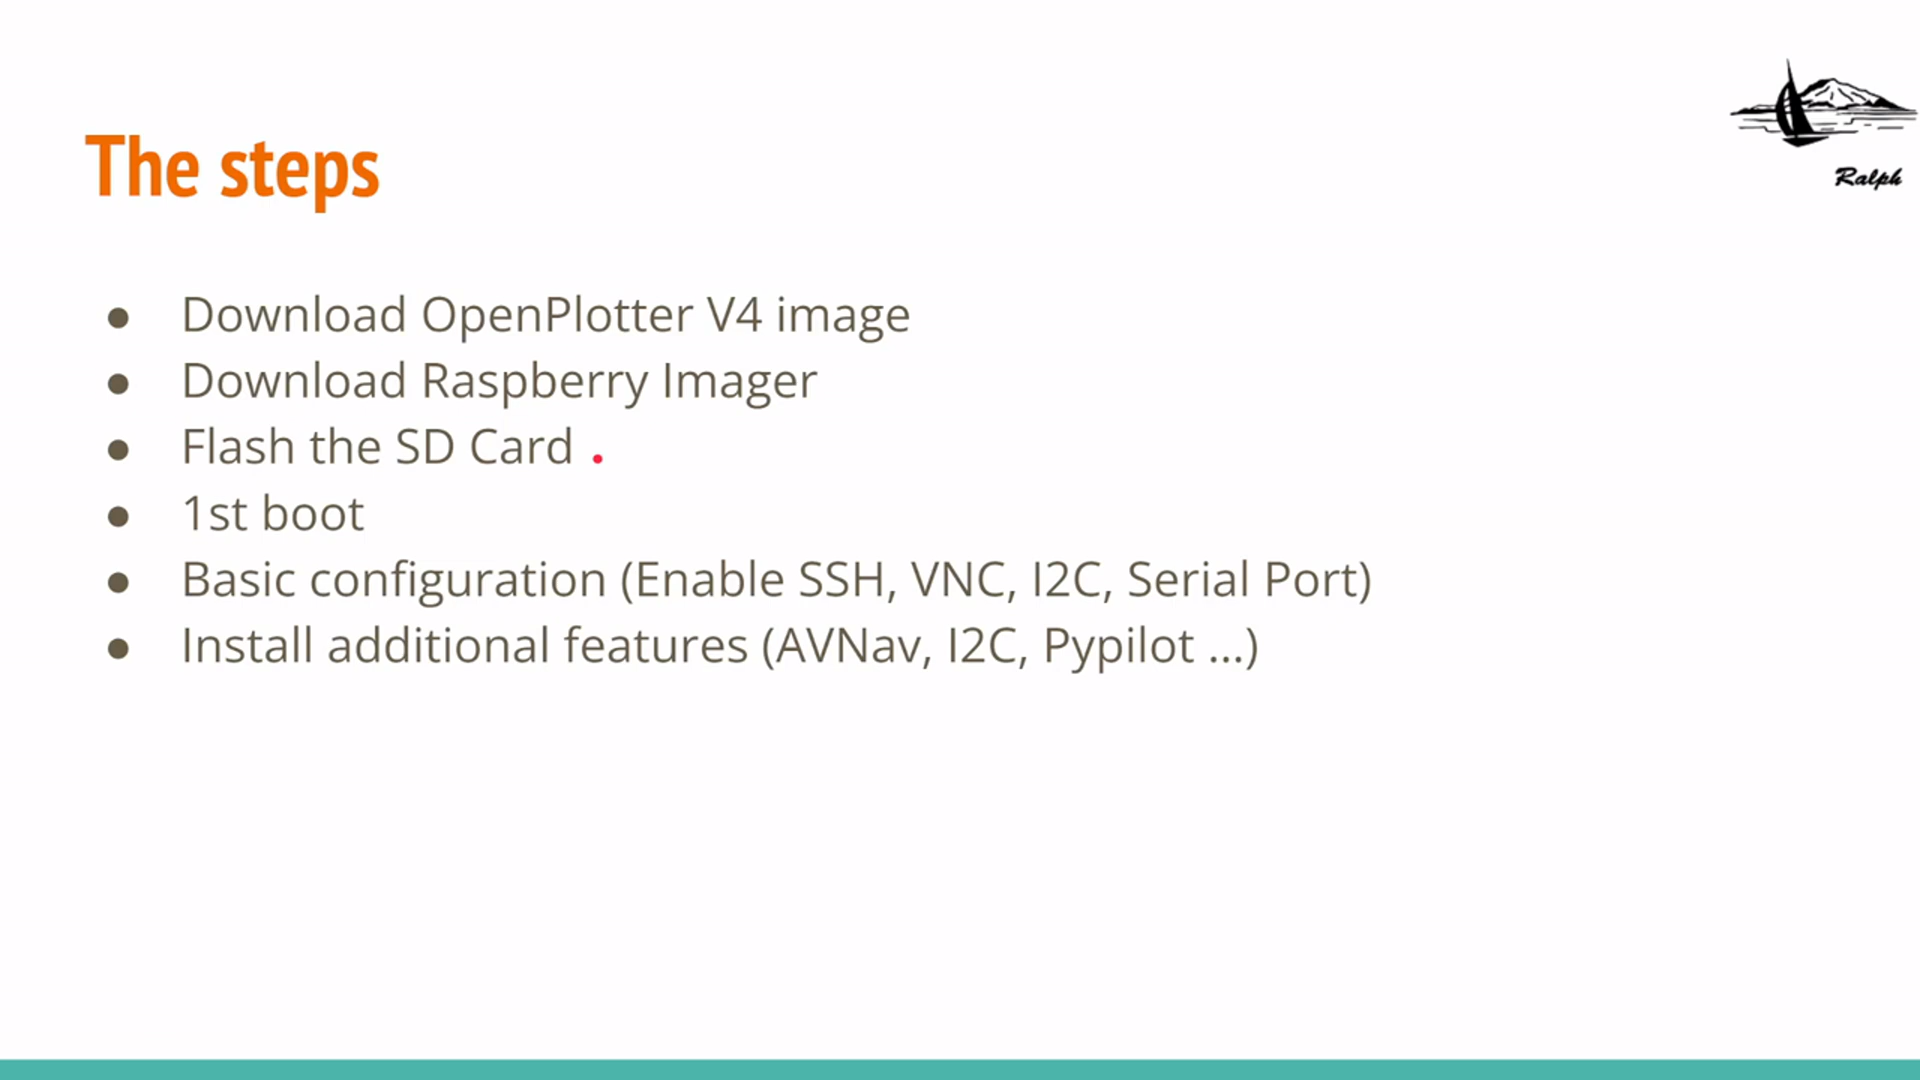 The steps
Ralph
● Download OpenPlotter V4 image
● Download Raspberry Imager
● Flash the SD Card
● 1st boot
● Basic configuration (Enable SSH, VNC, I2C, Serial Port)
● Install additional features (AVNav, I2C, Pypilot ...)